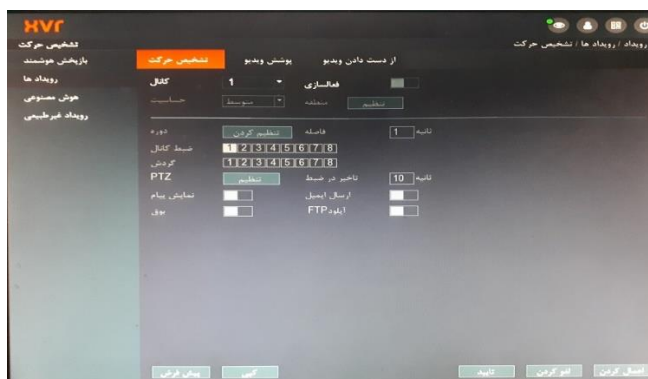 XVR
رویداد / رویداد ها / تشخیص حرکت
تشخیص حرکت
بازپخش هوشمند
رویداد ها
هوش مصنوعی
رویداد غیرطبیعی
تشخیص حرکت
پوشش ویدیو
از دست دادن ویدیو
کانال 1 فعالسازی
حساسیت متوسط منطقه تنظیم
دوره تنظیم کردن فاصله 1 ثانیه
ضبط کانال 1 2 3 4 5 6 7 8
گردش 1 2 3 4 5 6 7 8
PTZ تنظیم تاخیر در ضبط 10 ثانیه
نمایش پیام ارسال ایمیل
بوق آپلود FTP
پیش فرض کپی تایید لغو کردن اعمال کردن